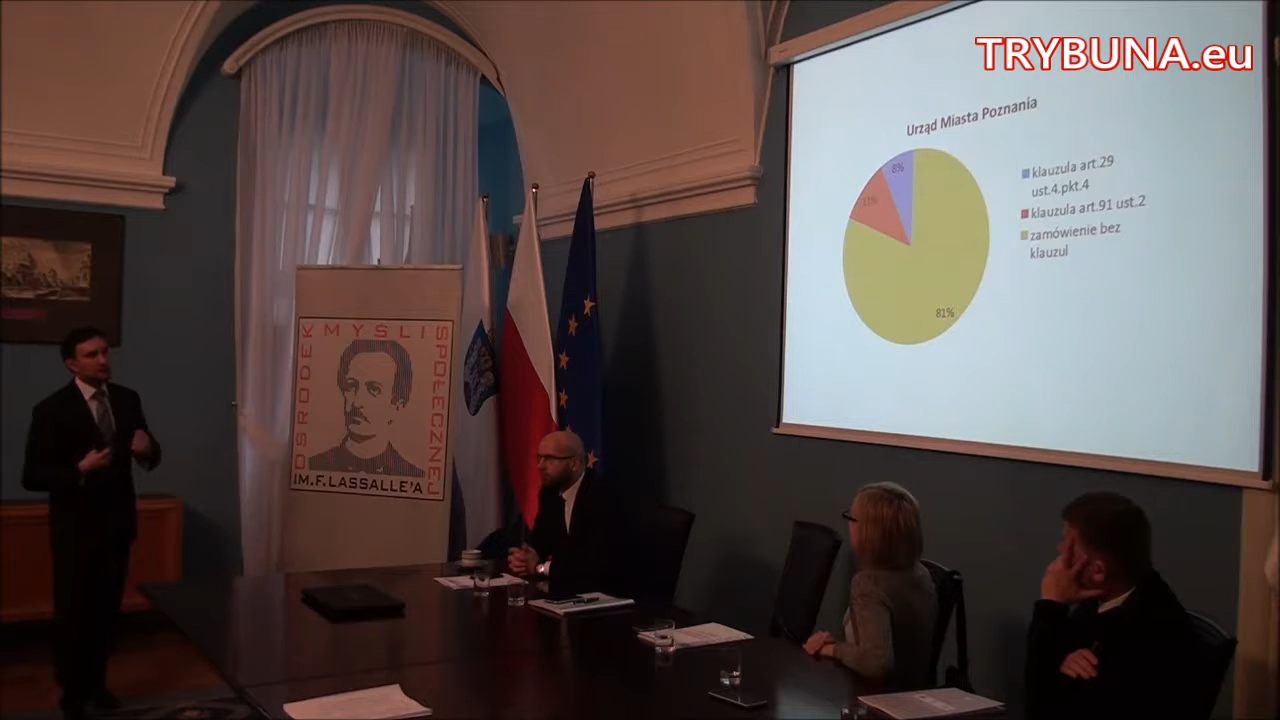 TRYBUNA.eu
Urząd Miasta Poznania
8%
11%
81%
klauzula art.29
ust.4.pkt.4
klauzula art.91 ust.2
zamówienie bez
klauzul
OŚRODEK
MYŚLI
SPOŁECZNEJ
IM.F.LASSALLE'A